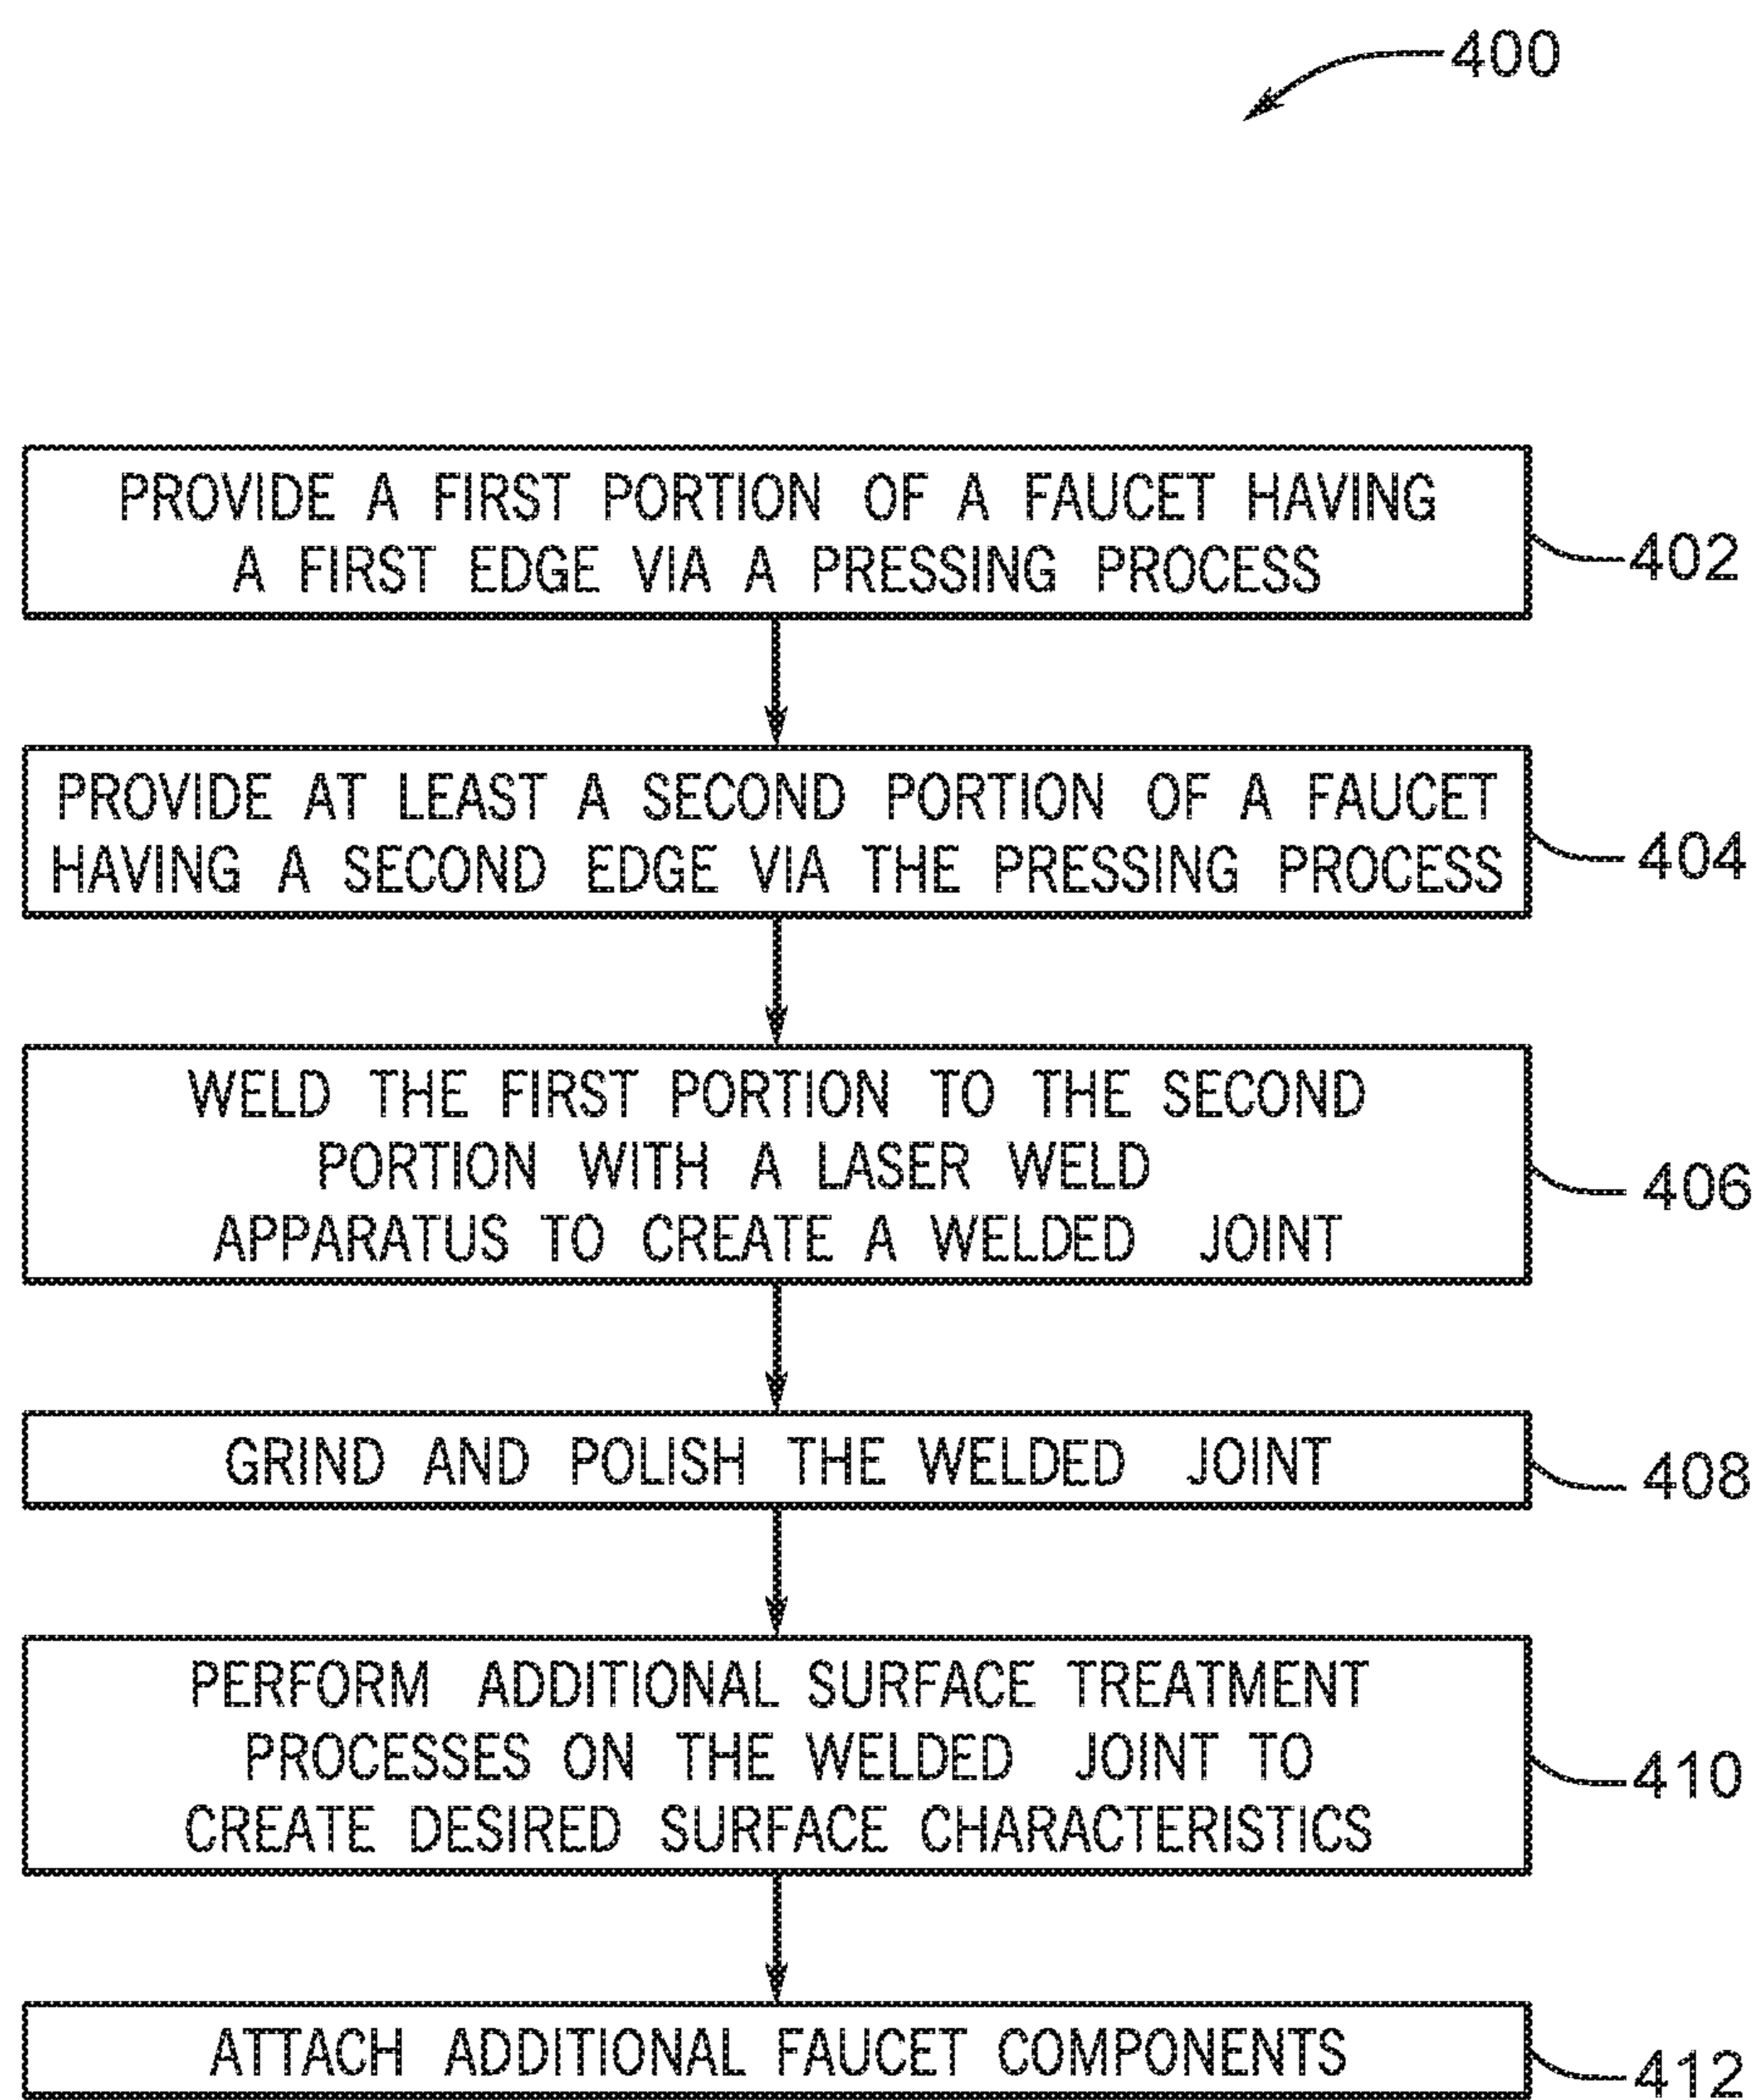 400
PROVIDE A FIRST PORTION OF A FAUCET HAVING
A FIRST EDGE VIA A PRESSING PROCESS
402
PROVIDE AT LEAST A SECOND PORTION OF A FAUCET
HAVING A SECOND EDGE VIA THE PRESSING PROCESS
404
WELD THE FIRST PORTION TO THE SECOND
PORTION WITH A LASER WELD
APPARATUS TO CREATE A WELDED JOINT
406
GRIND AND POLISH THE WELDED JOINT
408
PERFORM ADDITIONAL SURFACE TREATMENT
PROCESSES ON THE WELDED JOINT TO
CREATE DESIRED SURFACE CHARACTERISTICS
410
ATTACH ADDITIONAL FAUCET COMPONENTS
412